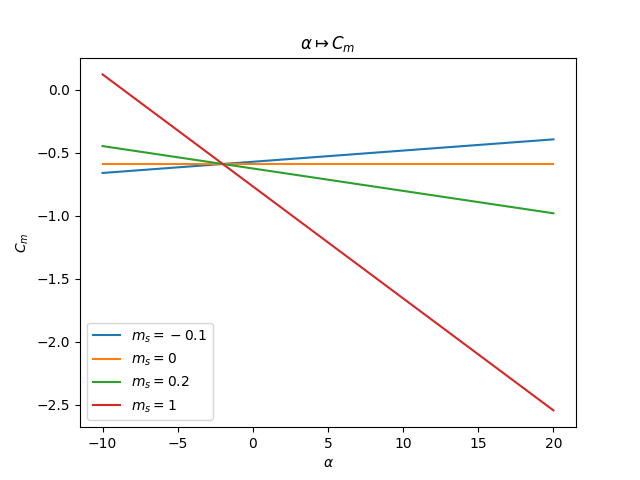 α ↦ C_m
0.0
−0.5
−1.0
−1.5
−2.0
−2.5
C_m
m_s = −0.1
m_s = 0
m_s = 0.2
m_s = 1
−10 −5 0 5 10 15 20
α